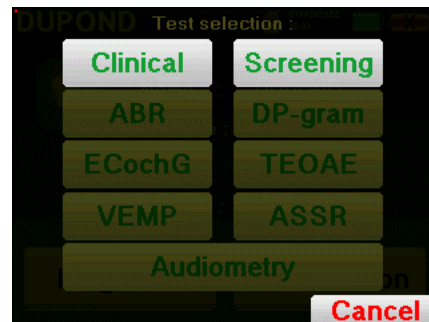 DUPOND Test selection :
Clinical Screening
ABR DP-gram
ECochG TEOAE
VEMP ASSR
Audiometry
Cancel